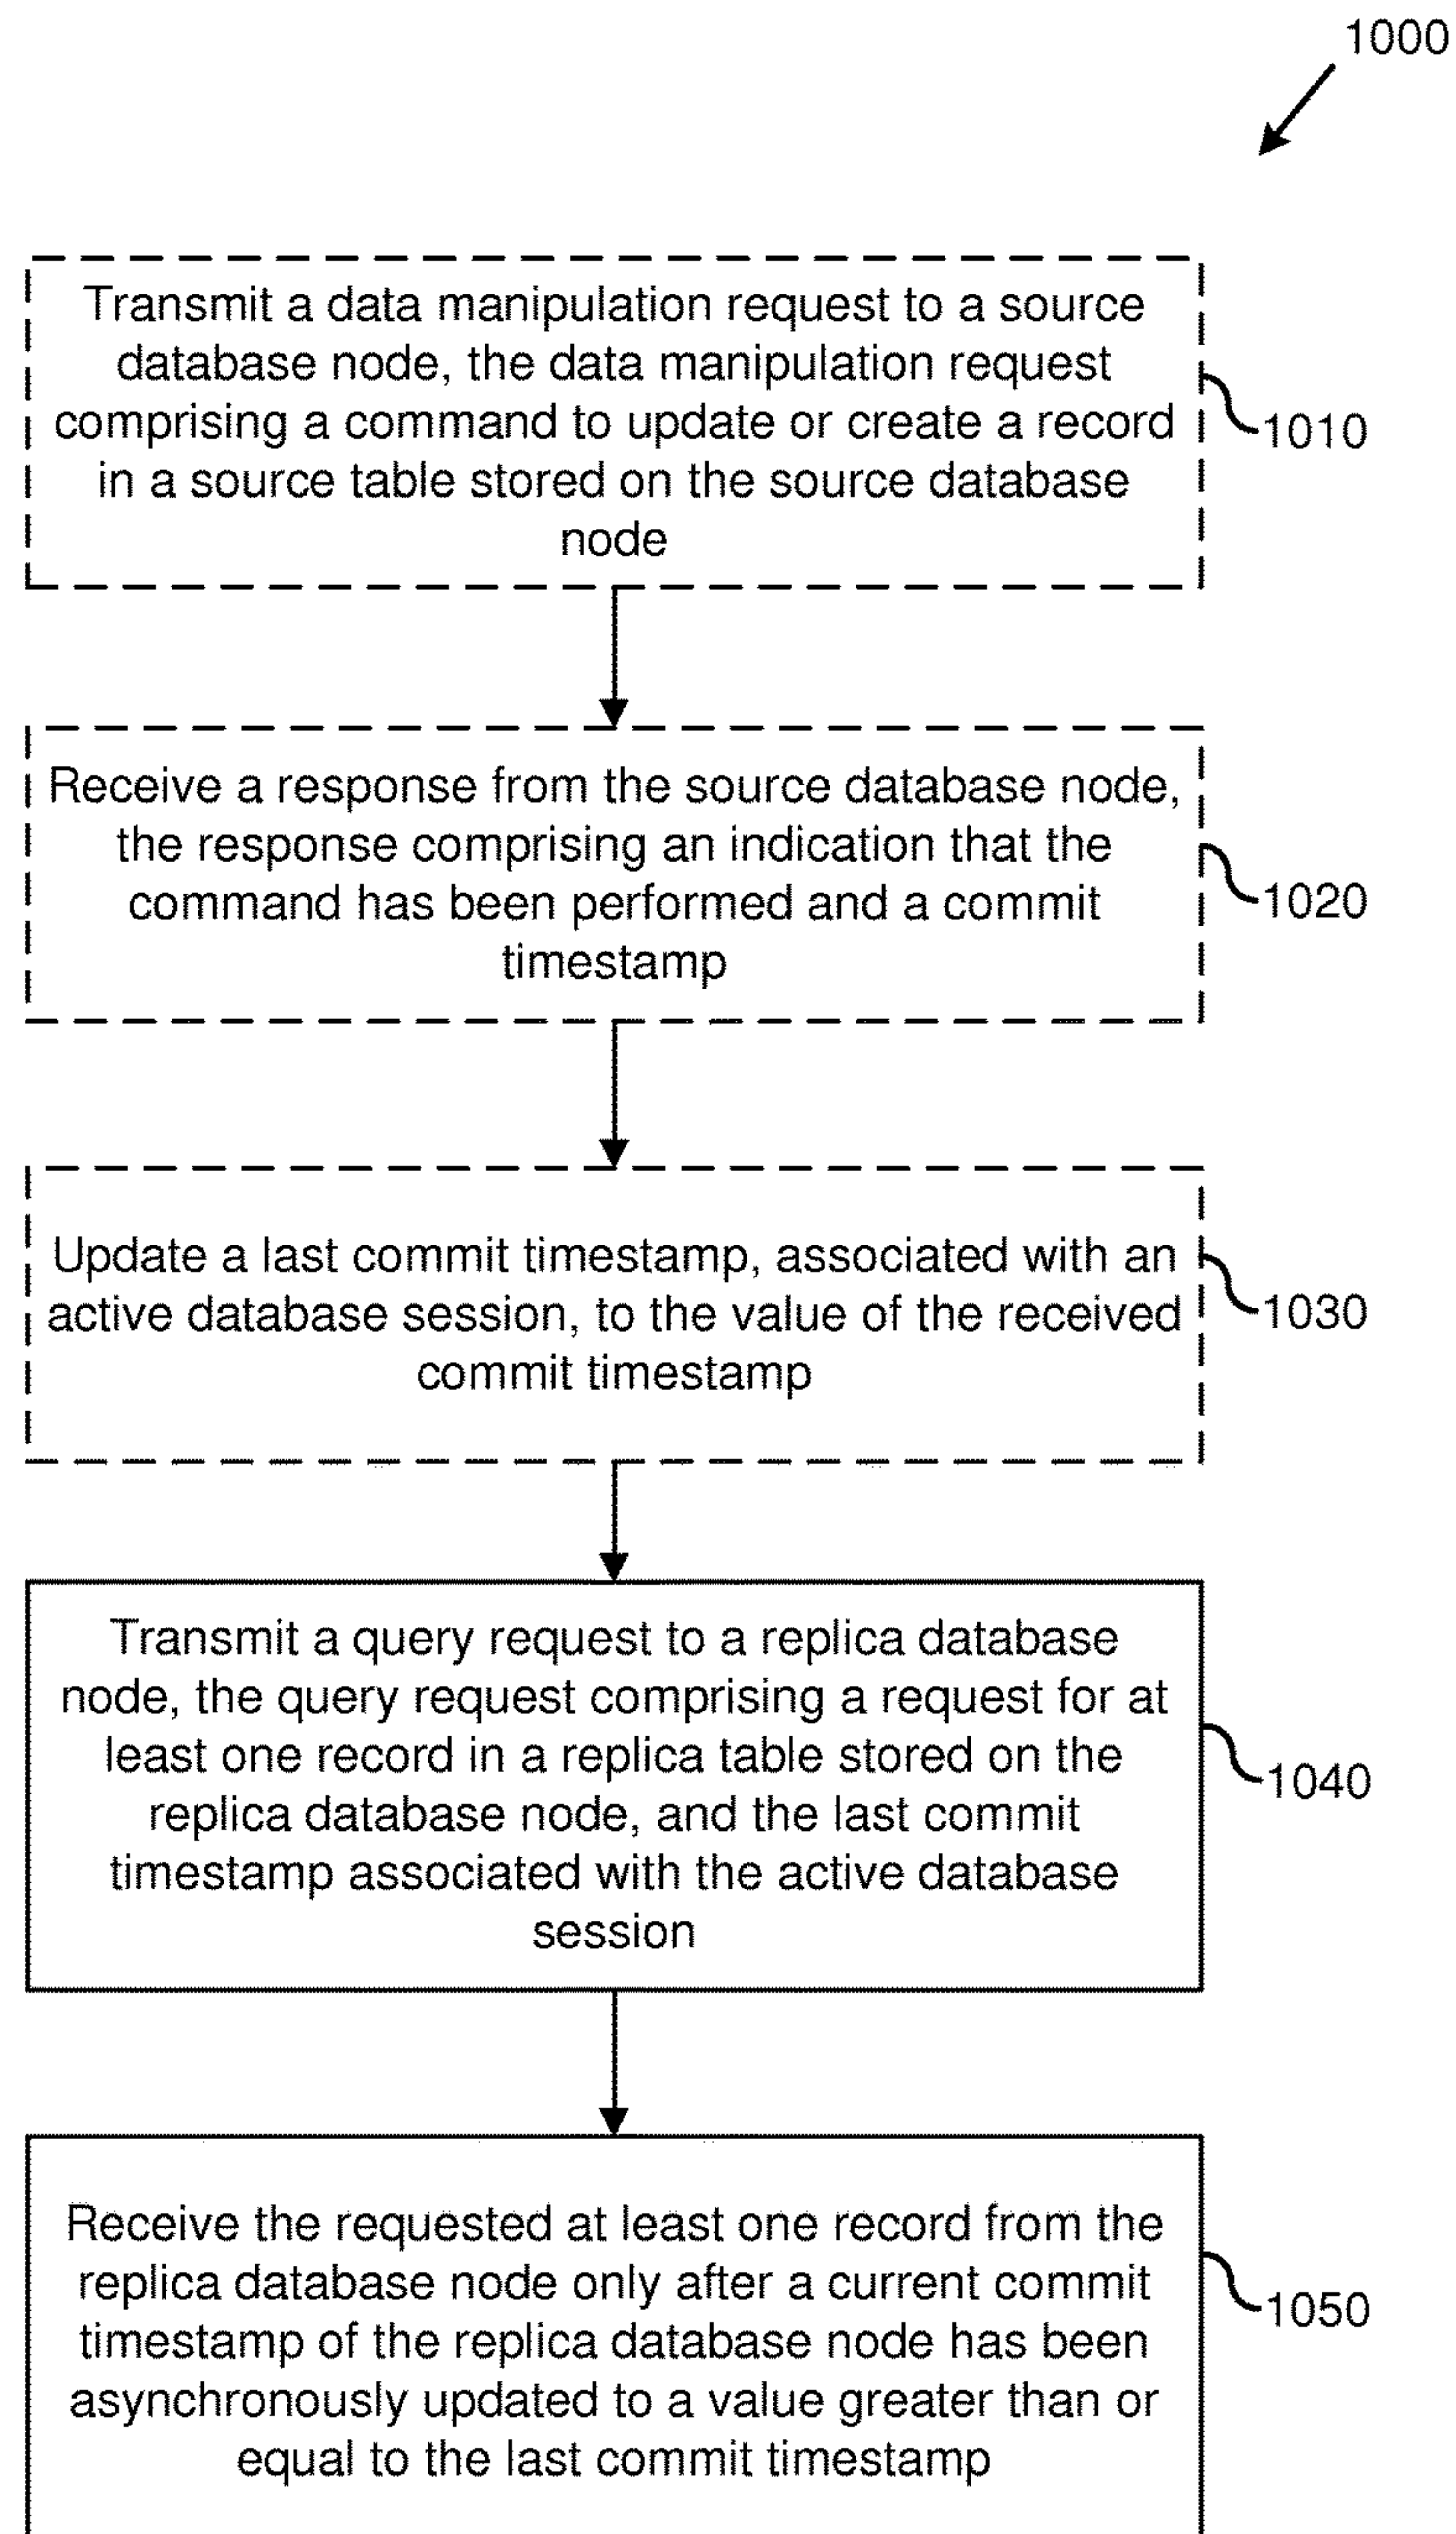 1000
Transmit a data manipulation request to a source
database node, the data manipulation request
comprising a command to update or create a record
in a source table stored on the source database
node
1010
Receive a response from the source database node,
the response comprising an indication that the
command has been performed and a commit
timestamp
1020
Update a last commit timestamp, associated with an
active database session, to the value of the received
commit timestamp
1030
Transmit a query request to a replica database
node, the query request comprising a request for at
least one record in a replica table stored on the
replica database node, and the last commit
timestamp associated with the active database
session
1040
Receive the requested at least one record from the
replica database node only after a current commit
timestamp of the replica database node has been
asynchronously updated to a value greater than or
equal to the last commit timestamp
1050